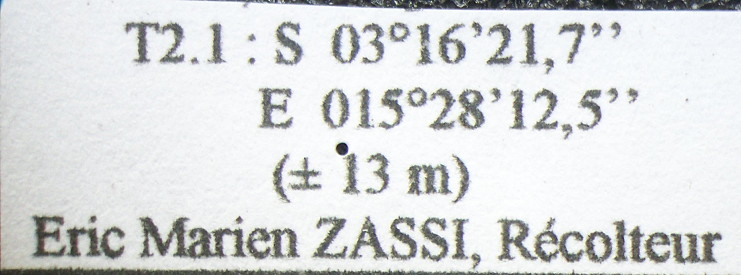 T2.1 : S 03°16’21,7’’
E 015°28’12,5’’
(± 13 m)
Eric Marien ZASSI, Récolteur